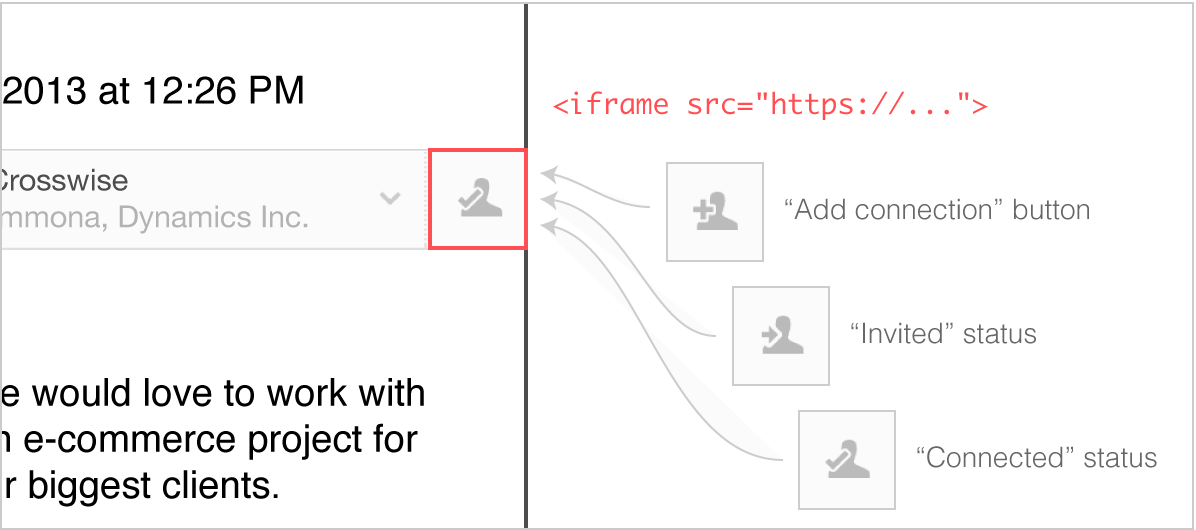 2013 at 12:26 PM
Crosswise
mmona, Dynamics Inc.
e would love to work with
n e-commerce project for
r biggest clients.
<iframe src="https://...">
“Add connection” button
“Invited” status
“Connected” status